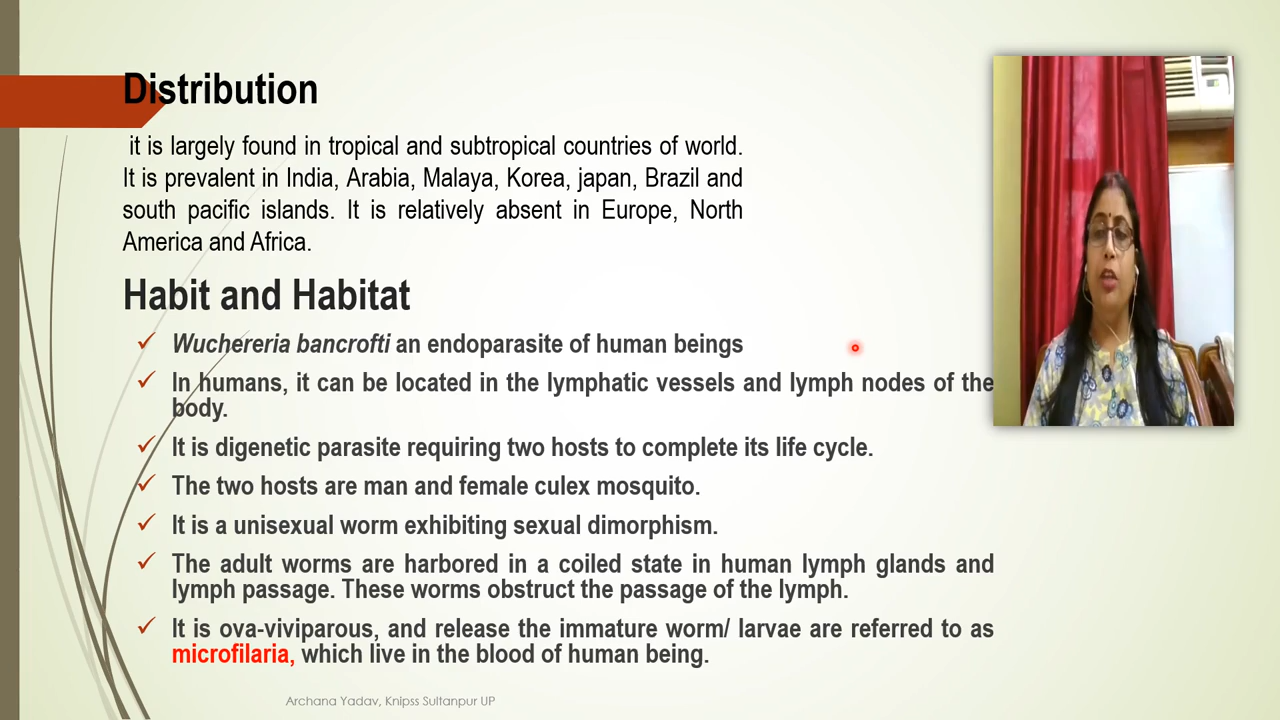 Distribution
it is largely found in tropical and subtropical countries of world.
It is prevalent in India, Arabia, Malaya, Korea, japan, Brazil and
south pacific islands. It is relatively absent in Europe, North
America and Africa.
Habit and Habitat
Wuchereria bancrofti an endoparasite of human beings
In humans, it can be located in the lymphatic vessels and lymph nodes of the
body.
It is digenetic parasite requiring two hosts to complete its life cycle.
The two hosts are man and female culex mosquito.
It is a unisexual worm exhibiting sexual dimorphism.
The adult worms are harbored in a coiled state in human lymph glands and
lymph passage. These worms obstruct the passage of the lymph.
It is ova-viviparous, and release the immature worm/ larvae are referred to as
microfilaria, which live in the blood of human being.
Archana Yadav, Knipss Sultanpur UP